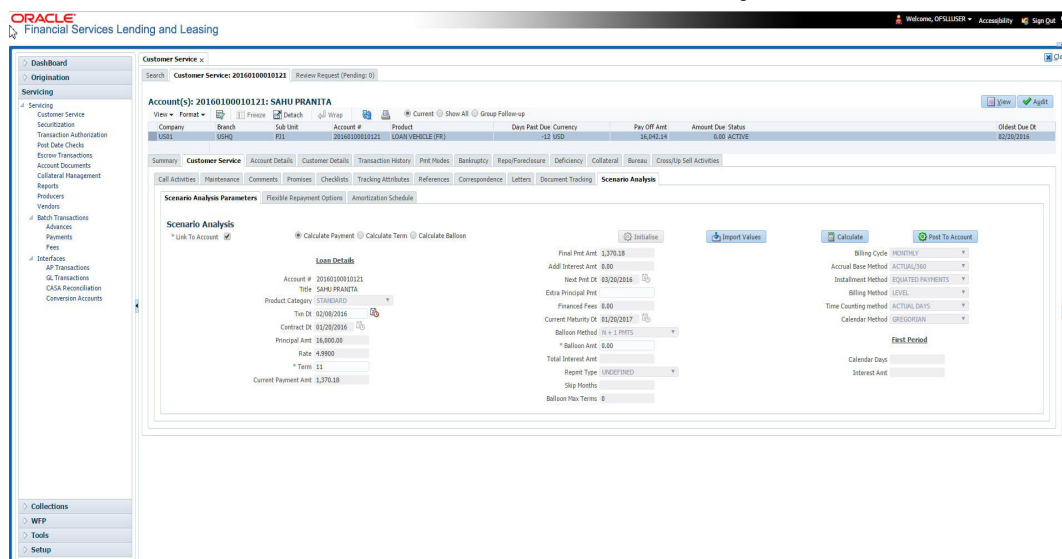 ORACLE'
Financial Services Lending and Leasing
Welcome, OFSLLUSER Accessibility Sign Out
DashBoard
Origination
Servicing
Servicing
Customer Service
Securitization
Transaction Authorization
Post Date Checks
Escrow Transactions
Account Documents
Collateral Management
Reports
Producers
Vendors
Batch Transactions
Advances
Payments
Fees
Interfaces
AP Transactions
GL Transactions
CASA Reconciliation
Conversion Accounts
Collections
WFP
Tools
Setup
Customer Service x
Search Customer Service: 20160100010121 Review Request (Pending: 0)
Account(s): 20160100010121: SAHU PRANITA
View Audit
View Format Freeze Detach Wrap Current Show All Group Follow-up
Company Branch Sub Unit Account # Product Days Past Due Currency Pay Off Amt Amount Due Status Oldest Due Dt
US01 USHQ PJ1 20160100010121 LOAN VEHICLE (FR) -12 USD 16,042.14 0.00 ACTIVE 02/20/2016
Summary Customer Service Account Details Customer Details Transaction History Pmt Modes Bankruptcy Repo/Foreclosure Deficiency Collateral Bureau Cross/Up Sell Activities
Call Activities Maintenance Comments Promises Checklists Tracking Attributes References Correspondence Letters Document Tracking Scenario Analysis
Scenario Analysis Parameters Flexible Repayment Options Amortization Schedule
Scenario Analysis
* Link To Account Calculate Payment Calculate Term Calculate Balloon Initialise Import Values Calculate Post To Account
Loan Details
Account # 20160100010121
Title SAHU PRANITA
Product Category STANDARD
Txn Dt 02/08/2016
Contract Dt 01/20/2016
Principal Amt 16,000.00
Rate 4.9900
* Term 11
Current Payment Amt 1,370.18
Final Pmt Amt 1,370.18
Addl Interest Amt 0.00
Next Pmt Dt 03/20/2016
Extra Principal Pmt
Financed Fees 0.00
Current Maturity Dt 01/20/2017
Balloon Method N + 1 PMTS
* Balloon Amt 0.00
Total Interest Amt
Repmt Type UNDEFINED
Skip Months
Balloon Max Terms 0
Billing Cycle MONTHLY
Accrual Base Method ACTUAL/360
Installment Method EQUATED PAYMENTS
Billing Method LEVEL
Time Counting method ACTUAL DAYS
Calendar Method GREGORIAN
First Period
Calendar Days
Interest Amt